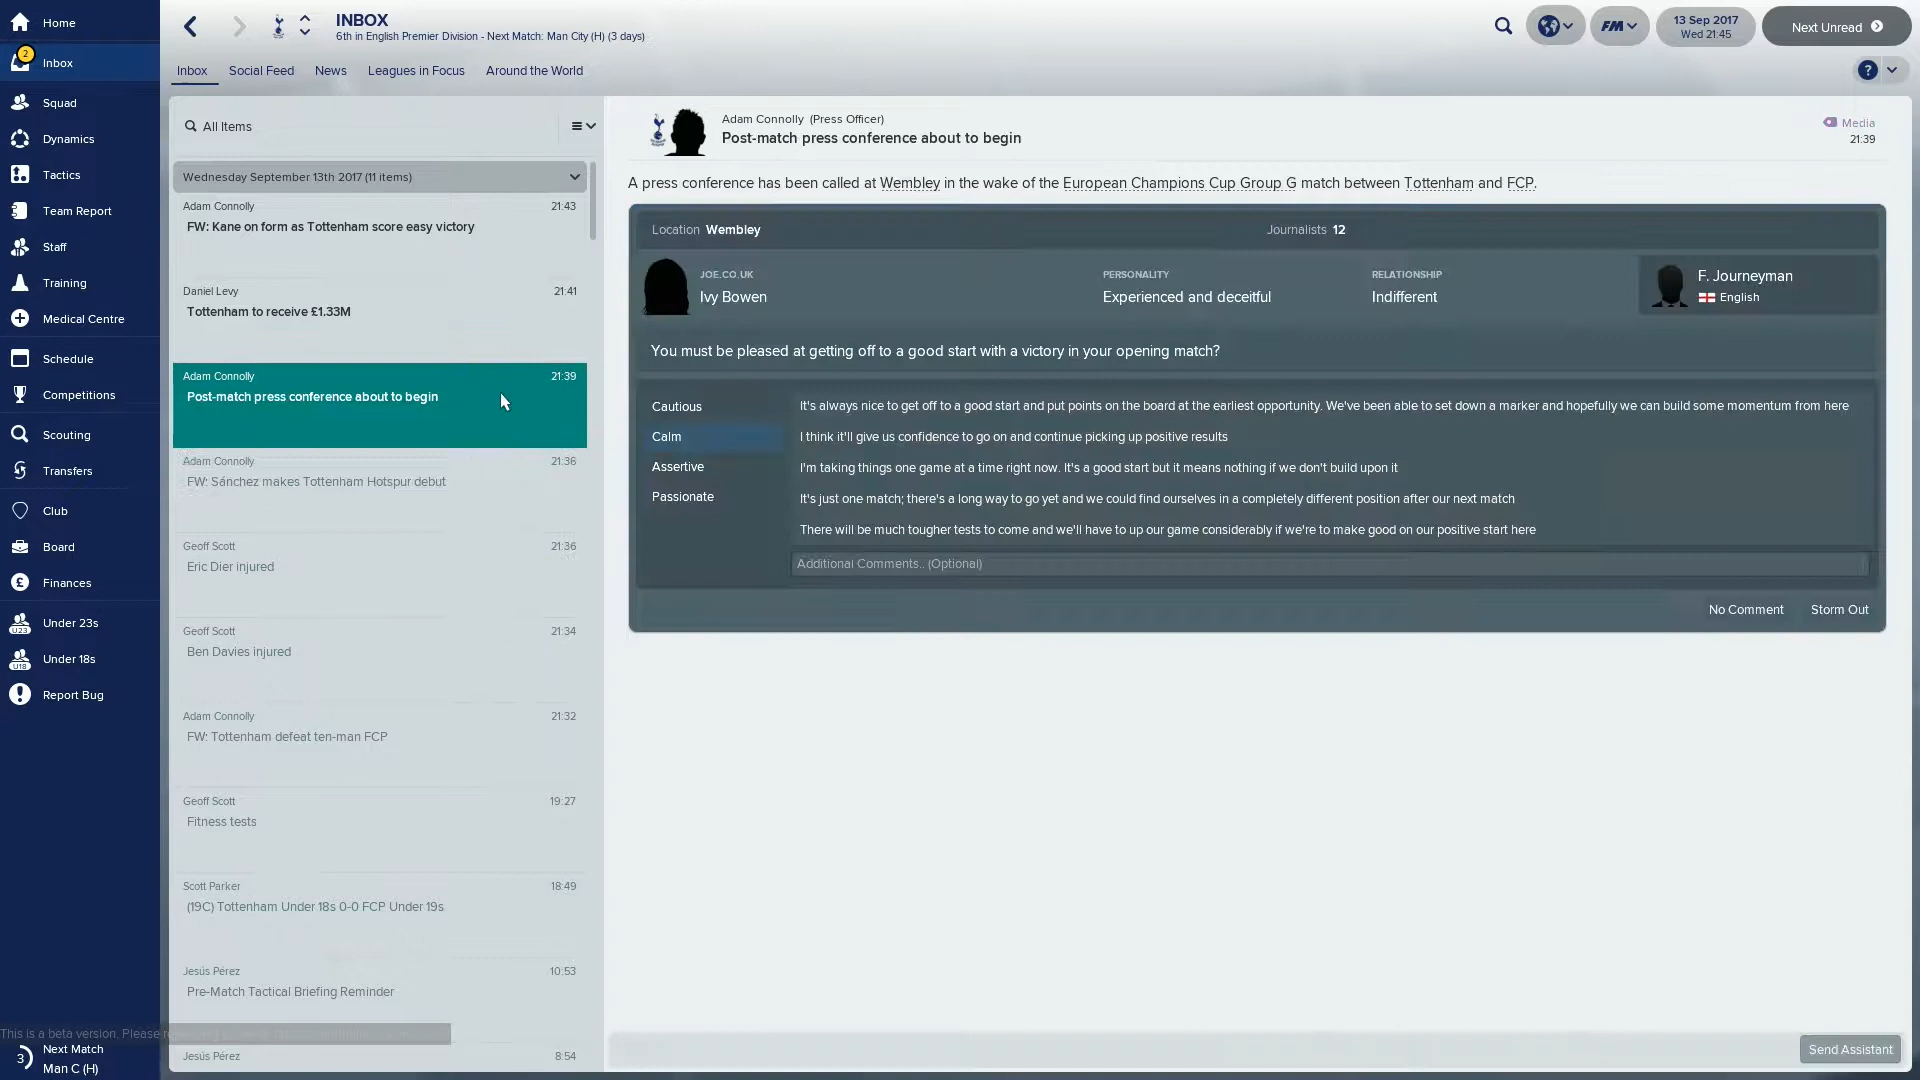 Home
2
Inbox
Squad
Dynamics
Tactics
Team Report
Staff
Training
Medical Centre
Schedule
Competitions
Scouting
Transfers
Club
Board
Finances
U23
Under 23s
U18
Under 18s
Report Bug
This is a beta version. Please
3
Next Match
Man C (H)
INBOX
6th in English Premier Division - Next Match: Man City (H) (3 days)
FM
13 Sep 2017
Wed 21:45
Next Unread
Inbox Social Feed News Leagues in Focus Around the World
?
All Items
Wednesday September 13th 2017 (11 items)
Adam Connolly 21:43
FW: Kane on form as Tottenham score easy victory
Daniel Levy 21:41
Tottenham to receive £1.33M
Adam Connolly 21:39
Post-match press conference about to begin
Adam Connolly 21:36
FW: Sánchez makes Tottenham Hotspur debut
Geoff Scott 21:36
Eric Dier injured
Geoff Scott 21:34
Ben Davies injured
Adam Connolly 21:32
FW: Tottenham defeat ten-man FCP
Geoff Scott 19:27
Fitness tests
Scott Parker 18:49
(19C) Tottenham Under 18s 0-0 FCP Under 19s
Jesús Pérez 10:53
Pre-Match Tactical Briefing Reminder
Jesús Pérez 8:54
Adam Connolly (Press Officer)
Post-match press conference about to begin
Media
21:39
A press conference has been called at Wembley in the wake of the European Champions Cup Group G match between Tottenham and FCP.
Location Wembley Journalists 12
JOE.CO.UK PERSONALITY RELATIONSHIP
Ivy Bowen Experienced and deceitful Indifferent
F. Journeyman
English
You must be pleased at getting off to a good start with a victory in your opening match?
Cautious
Calm
Assertive
Passionate
It's always nice to get off to a good start and put points on the board at the earliest opportunity. We've been able to set down a marker and hopefully we can build some momentum from here
I think it'll give us confidence to go on and continue picking up positive results
I'm taking things one game at a time right now. It's a good start but it means nothing if we don't build upon it
It's just one match; there's a long way to go yet and we could find ourselves in a completely different position after our next match
There will be much tougher tests to come and we'll have to up our game considerably if we're to make good on our positive start here
Additional Comments.. (Optional)
No Comment Storm Out
Send Assistant